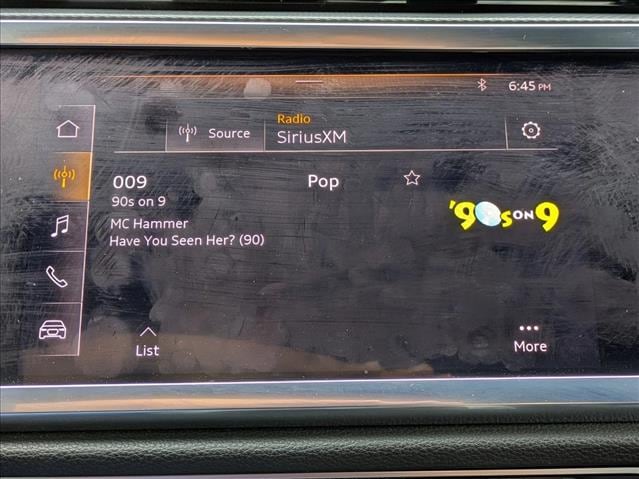 6:45 PM
Radio
Source
SiriusXM
009
Pop
90s on 9
MC Hammer
Have You Seen Her? (90)
'90s ON 9
List
More